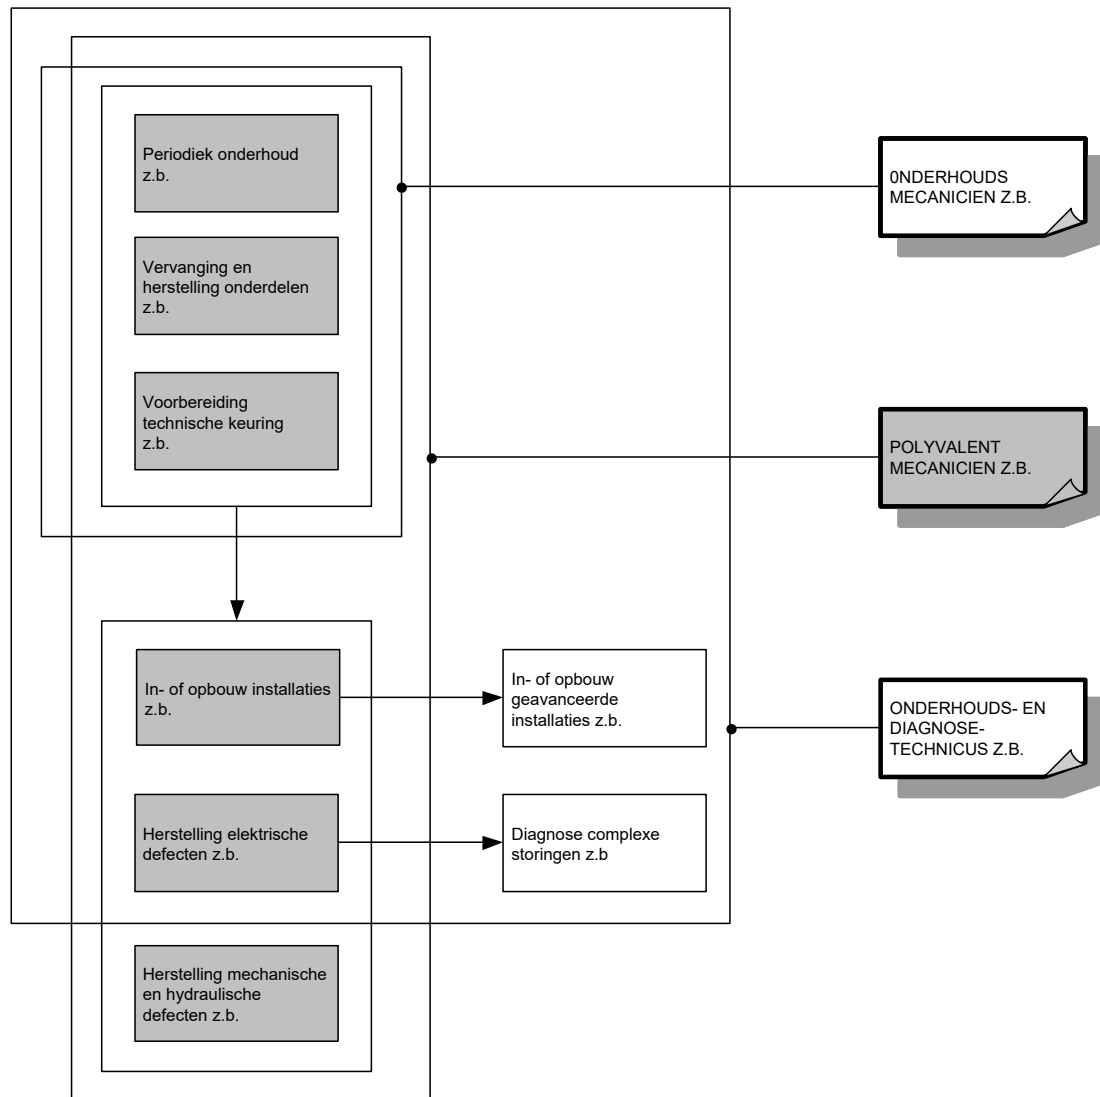 Periodiek onderhoud
z.b.
Vervanging en
herstelling onderdelen
z.b.
Voorbereiding
technische keuring
z.b.
In- of opbouw installaties
z.b.
In- of opbouw
geavanceerde
installaties z.b.
Herstelling elektrische
defecten z.b.
Diagnose complexe
storingen z.b
Herstelling mechanische
en hydraulische
defecten z.b.
0NDERHOUDS
MECANICIEN Z.B.
POLYVALENT
MECANICIEN Z.B.
ONDERHOUDS- EN
DIAGNOSE-
TECHNICUS Z.B.